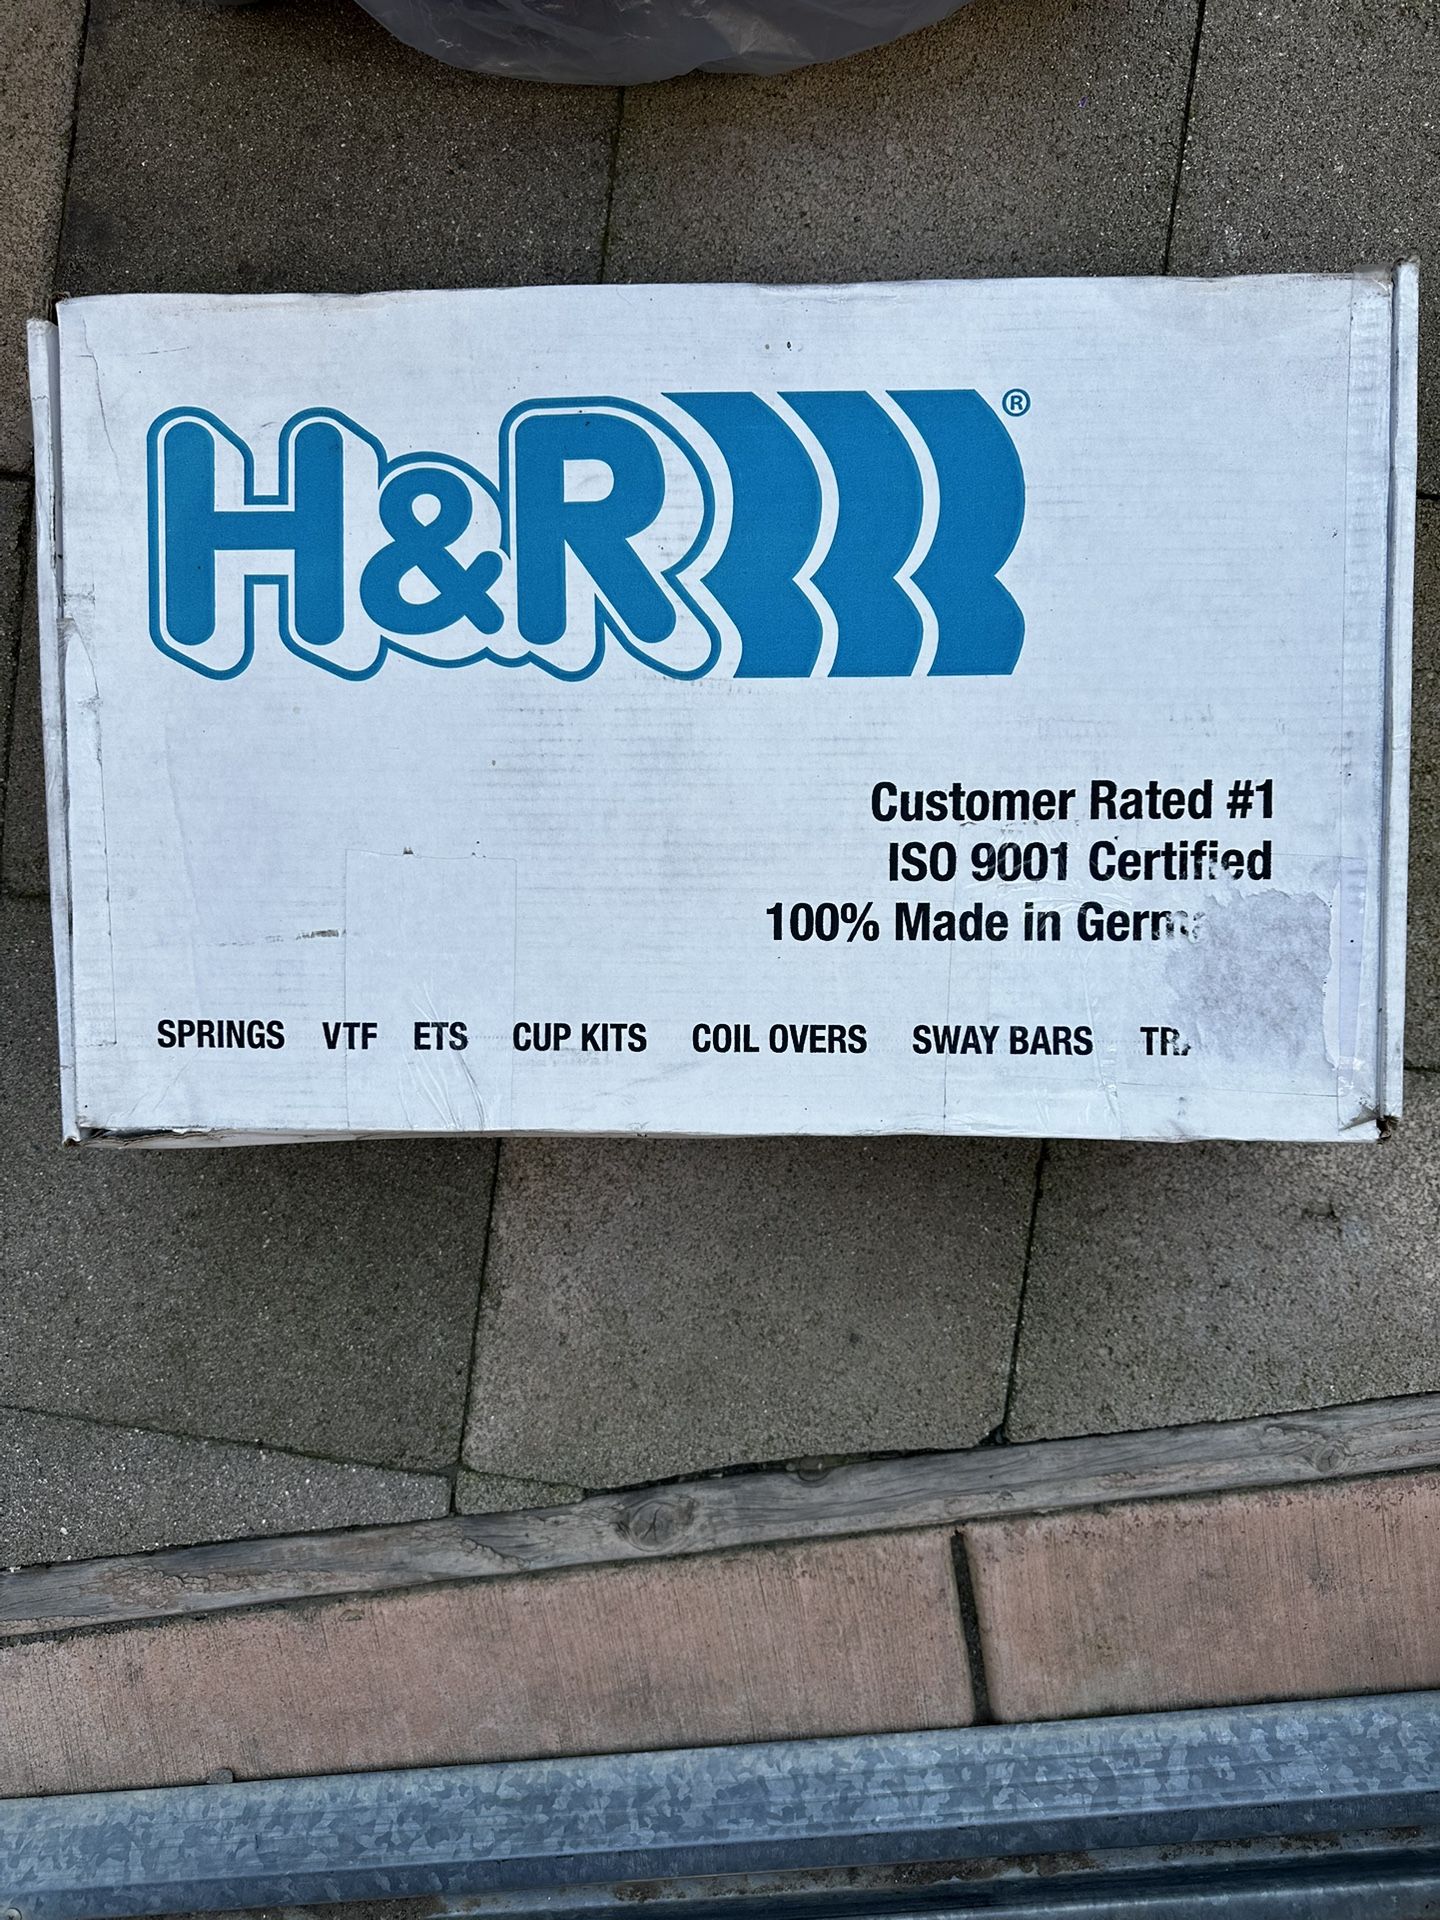 H&R®
Customer Rated #1
ISO 9001 Certified
100% Made in
SPRINGS VTF ETS CUP KITS COIL OVERS SWAY BARS